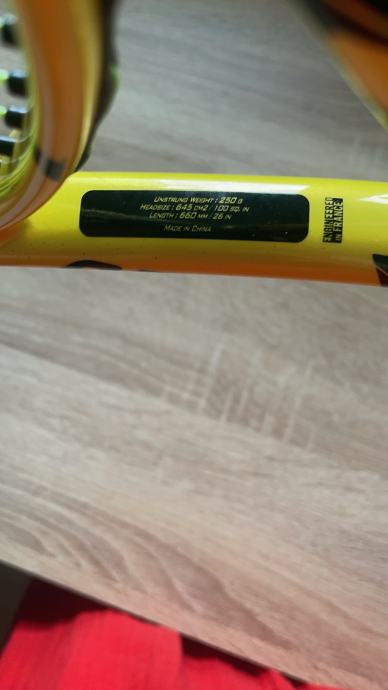 Unstrung Weight : 250 g
Headsize : 645 cm2 / 100 sq. in
Length : 660 mm / 26 in
Made in China
ENGINEERED
IN FRANCE